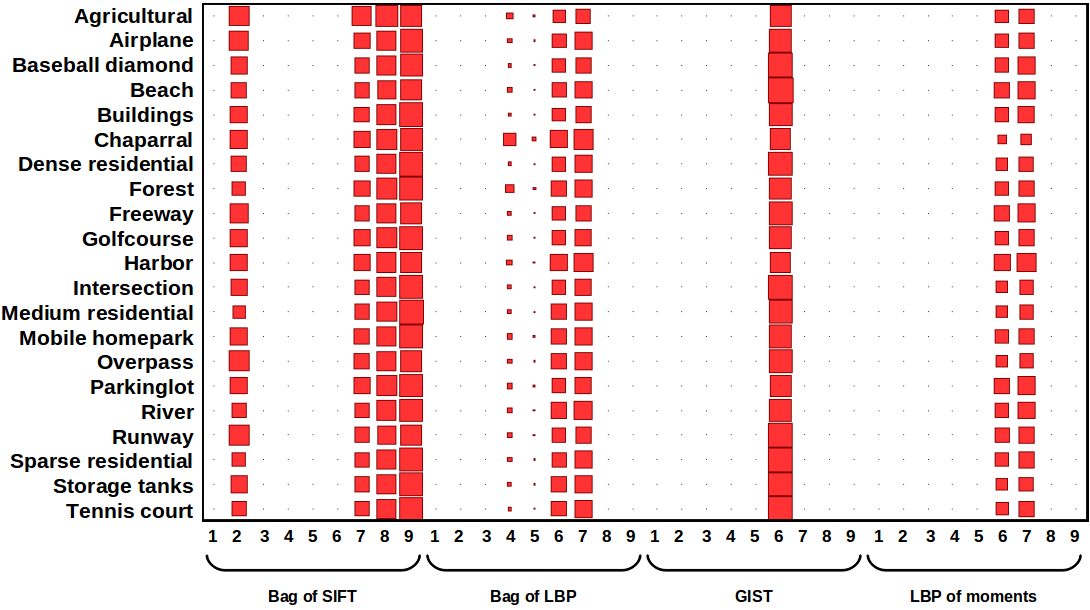 Agricultural
Airplane
Baseball diamond
Beach
Buildings
Chaparral
Dense residential
Forest
Freeway
Golfcourse
Harbor
Intersection
Medium residential
Mobile homepark
Overpass
Parkinglot
River
Runway
Sparse residential
Storage tanks
Tennis court
1 2 3 4 5 6 7 8 9 1 2 3 4 5 6 7 8 9 1 2 3 4 5 6 7 8 9 1 2 3 4 5 6 7 8 9
Bag of SIFT Bag of LBP GIST LBP of moments